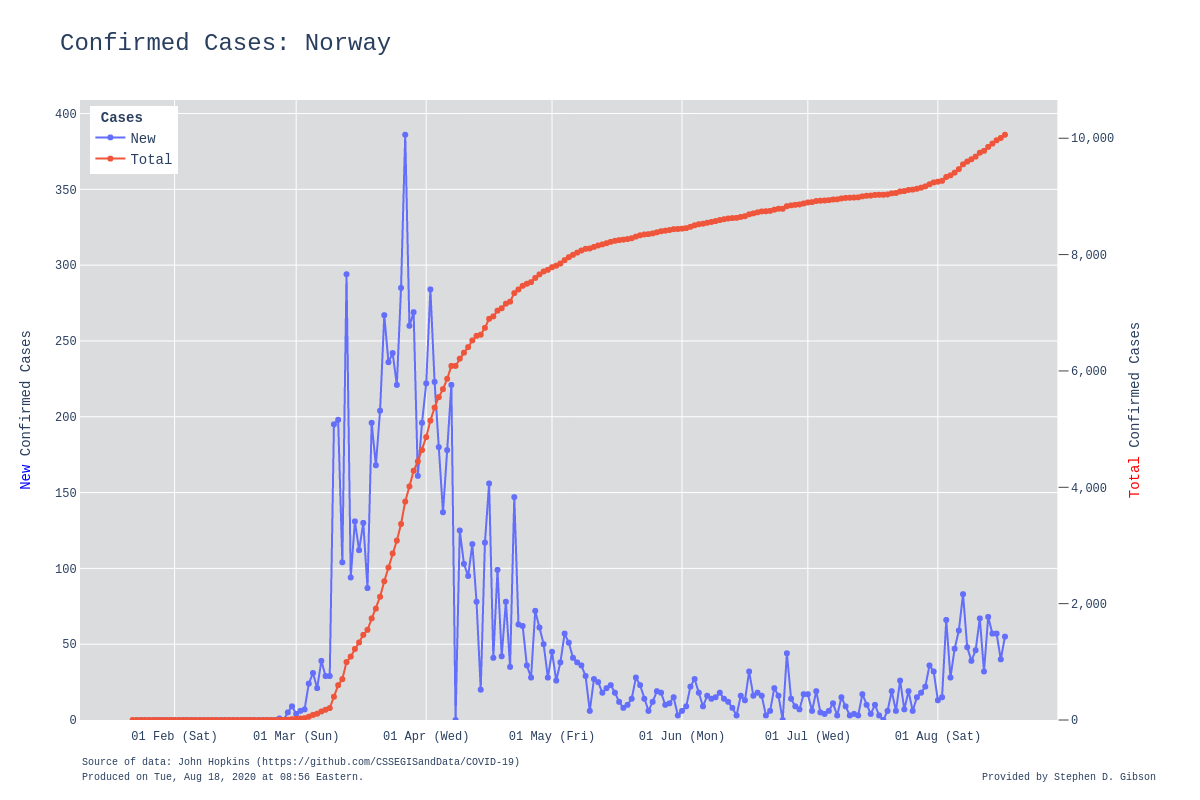 Confirmed Cases: Norway
Cases
New
Total
400
350
300
250
200
150
100
50
0
10,000
8,000
6,000
4,000
2,000
0
New Confirmed Cases
Total Confirmed Cases
01 Feb (Sat) 01 Mar (Sun) 01 Apr (Wed) 01 May (Fri) 01 Jun (Mon) 01 Jul (Wed) 01 Aug (Sat)
Source of data: John Hopkins (https://github.com/CSSEGISandData/COVID-19)
Produced on Tue, Aug 18, 2020 at 08:56 Eastern.
Provided by Stephen D. Gibson